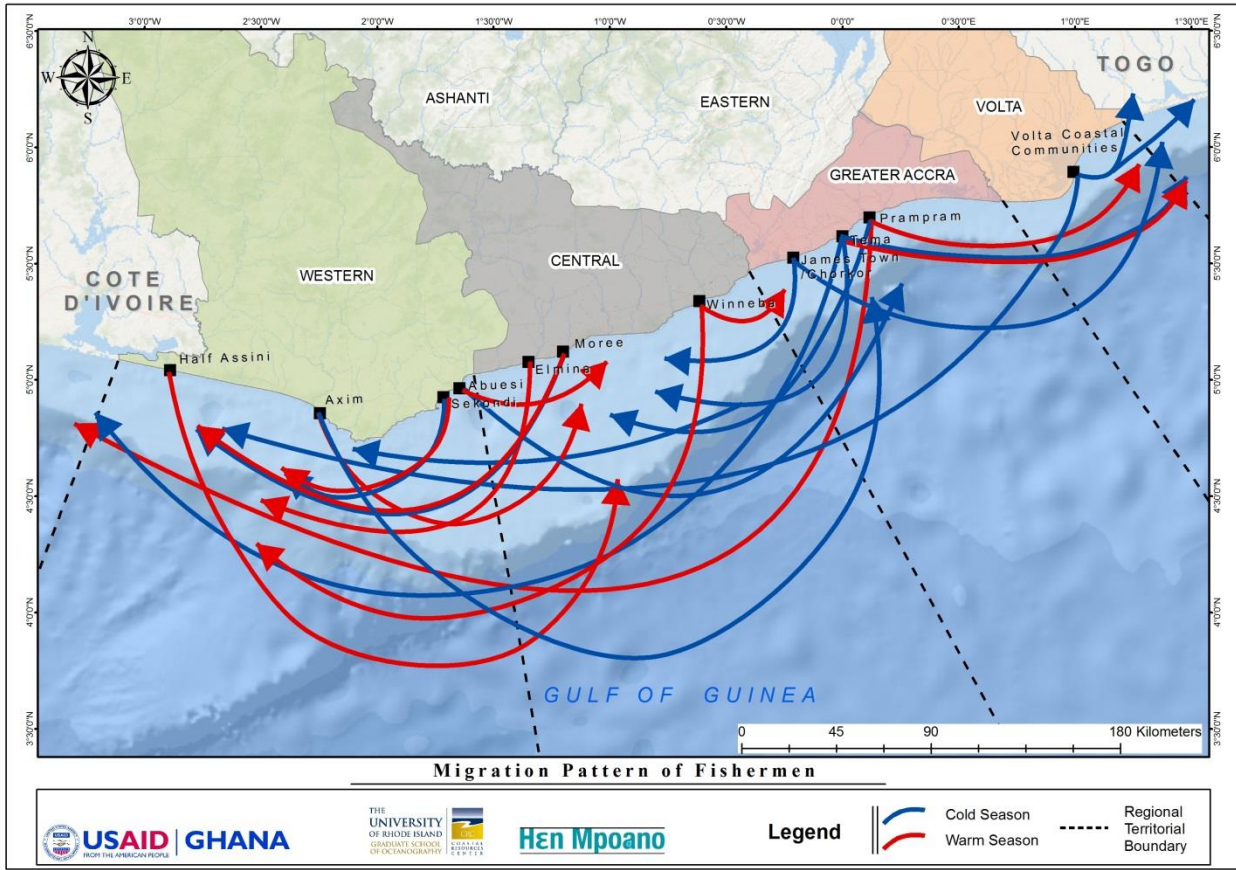 3°0'0"W
2°30'0"W
2°0'0"W
1°30'0"W
1°0'0"W
0°30'0"W
0°0'0"
0°30'0"E
1°0'0"E
1°30'0"E
6°30'0"N
6°30'0"N
N
W E
S
TOGO
ASHANTI
EASTERN
VOLTA
Volta Coastal
Communities
6°0'0"N
6°0'0"N
GREATER ACCRA
Prampram
Tema
James Town
/Chorkor
5°30'0"N
5°30'0"N
COTE
D'IVOIRE
WESTERN
CENTRAL
Winneba
Half Assini
Moree
Elmina
Abuesi
Sekondi
Axim
5°0'0"N
5°0'0"N
4°30'0"N
4°30'0"N
4°0'0"N
4°0'0"N
GULF OF GUINEA
3°30'0"N
3°30'0"N
0 45 90 180 Kilometers
Migration Pattern of Fishermen
USAID GHANA
FROM THE AMERICAN PEOPLE
THE
UNIVERSITY
OF RHODE ISLAND
GRADUATE SCHOOL
OF OCEANOGRAPHY
COASTAL
RESOURCES
CENTER
Hɛn Mpoano
Legend
Cold Season
Warm Season
Regional
Territorial
Boundary